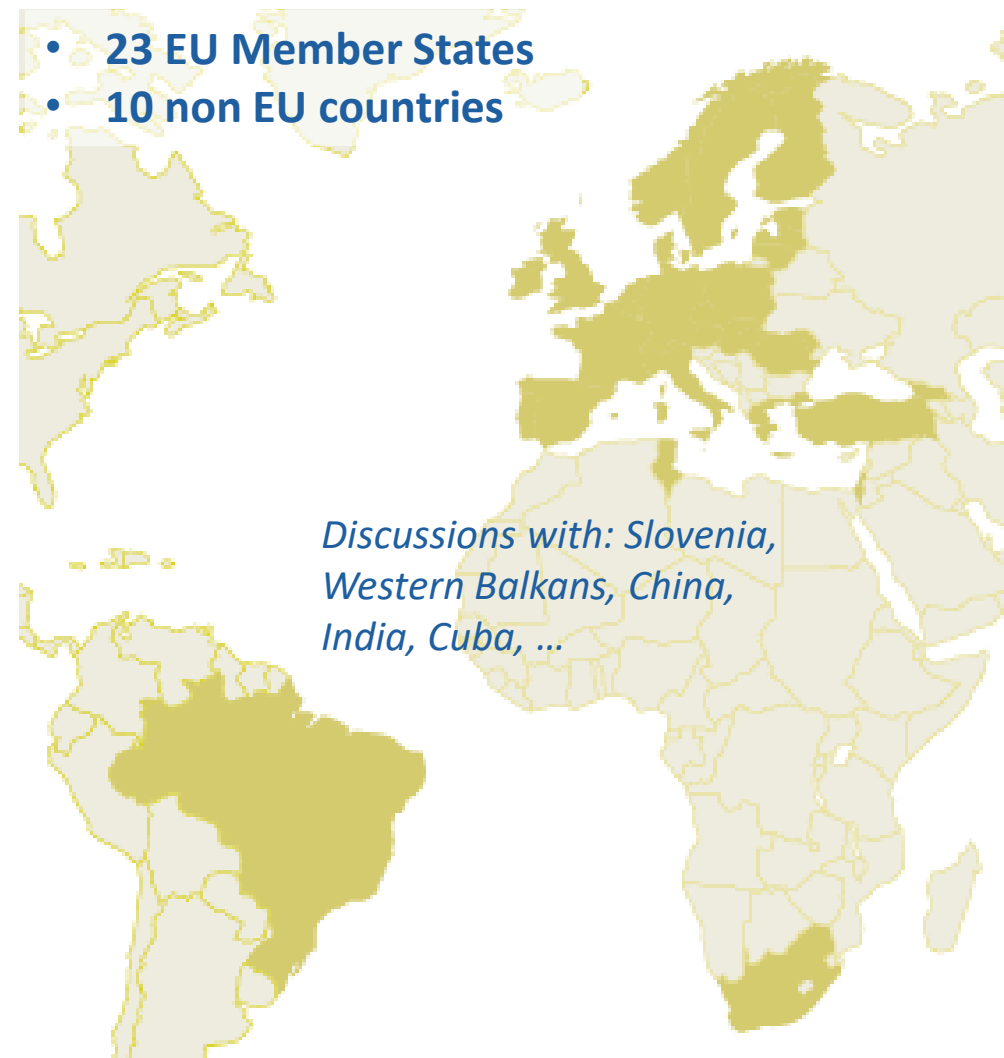 • 23 EU Member States
• 10 non EU countries
Discussions with: Slovenia,
Western Balkans, China,
India, Cuba, …